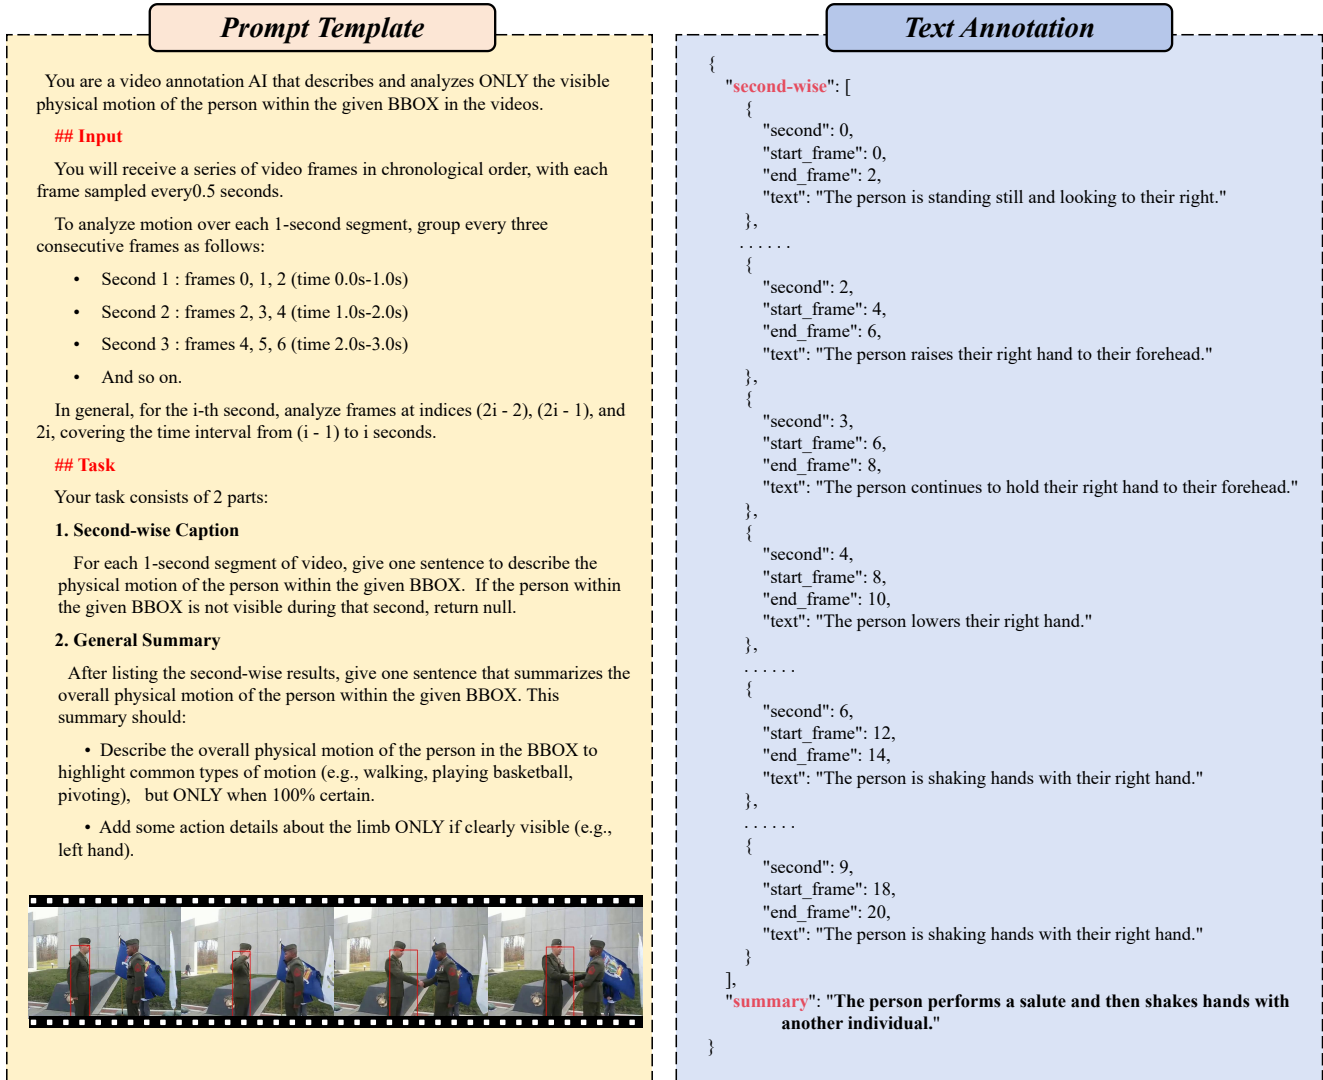 Prompt Template
You are a video annotation AI that describes and analyzes ONLY the visible
physical motion of the person within the given BBOX in the videos.
## Input
You will receive a series of video frames in chronological order, with each
frame sampled every0.5 seconds.
To analyze motion over each 1-second segment, group every three
consecutive frames as follows:
• Second 1 : frames 0, 1, 2 (time 0.0s-1.0s)
• Second 2 : frames 2, 3, 4 (time 1.0s-2.0s)
• Second 3 : frames 4, 5, 6 (time 2.0s-3.0s)
• And so on.
In general, for the i-th second, analyze frames at indices (2i - 2), (2i - 1), and
2i, covering the time interval from (i - 1) to i seconds.
## Task
Your task consists of 2 parts:
1. Second-wise Caption
For each 1-second segment of video, give one sentence to describe the
physical motion of the person within the given BBOX.  If the person within
the given BBOX is not visible during that second, return null.
2. General Summary
After listing the second-wise results, give one sentence that summarizes the
overall physical motion of the person within the given BBOX. This
summary should:
• Describe the overall physical motion of the person in the BBOX to
highlight common types of motion (e.g., walking, playing basketball,
pivoting),  but ONLY when 100% certain.
• Add some action details about the limb ONLY if clearly visible (e.g.,
left hand).
Text Annotation
{
"second-wise": [
{
"second": 0,
"start_frame": 0,
"end_frame": 2,
"text": "The person is standing still and looking to their right."
},
. . . . . .
{
"second": 2,
"start_frame": 4,
"end_frame": 6,
"text": "The person raises their right hand to their forehead."
},
{
"second": 3,
"start_frame": 6,
"end_frame": 8,
"text": "The person continues to hold their right hand to their forehead."
},
{
"second": 4,
"start_frame": 8,
"end_frame": 10,
"text": "The person lowers their right hand."
},
. . . . . .
{
"second": 6,
"start_frame": 12,
"end_frame": 14,
"text": "The person is shaking hands with their right hand."
},
. . . . . .
{
"second": 9,
"start_frame": 18,
"end_frame": 20,
"text": "The person is shaking hands with their right hand."
}
],
"summary": "The person performs a salute and then shakes hands with
another individual."
}